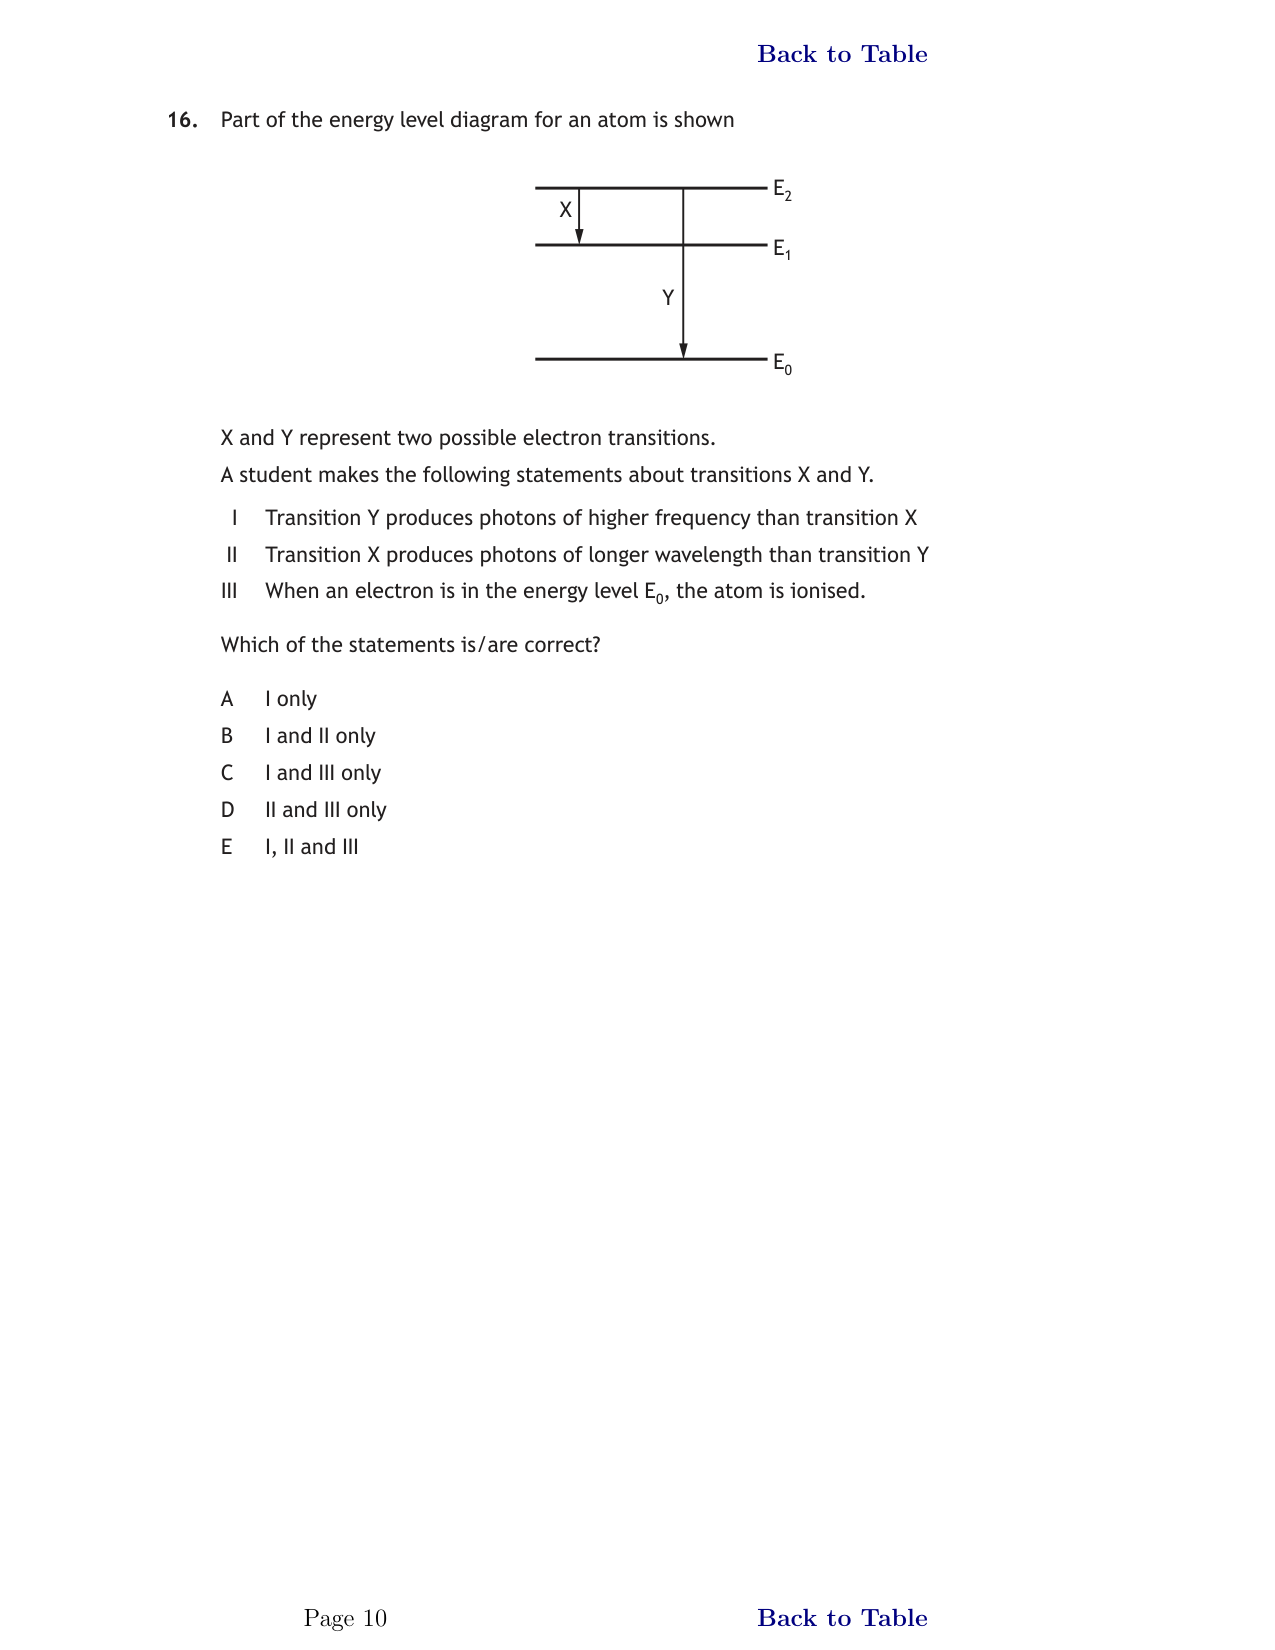 Back to Table
16. Part of the energy level diagram for an atom is shown
E2
X
E1
Y
E0
X and Y represent two possible electron transitions.
A student makes the following statements about transitions X and Y.
I Transition Y produces photons of higher frequency than transition X
II Transition X produces photons of longer wavelength than transition Y
III When an electron is in the energy level E0, the atom is ionised.
Which of the statements is/are correct?
A I only
B I and II only
C I and III only
D II and III only
E I, II and III
Page 10 Back to Table